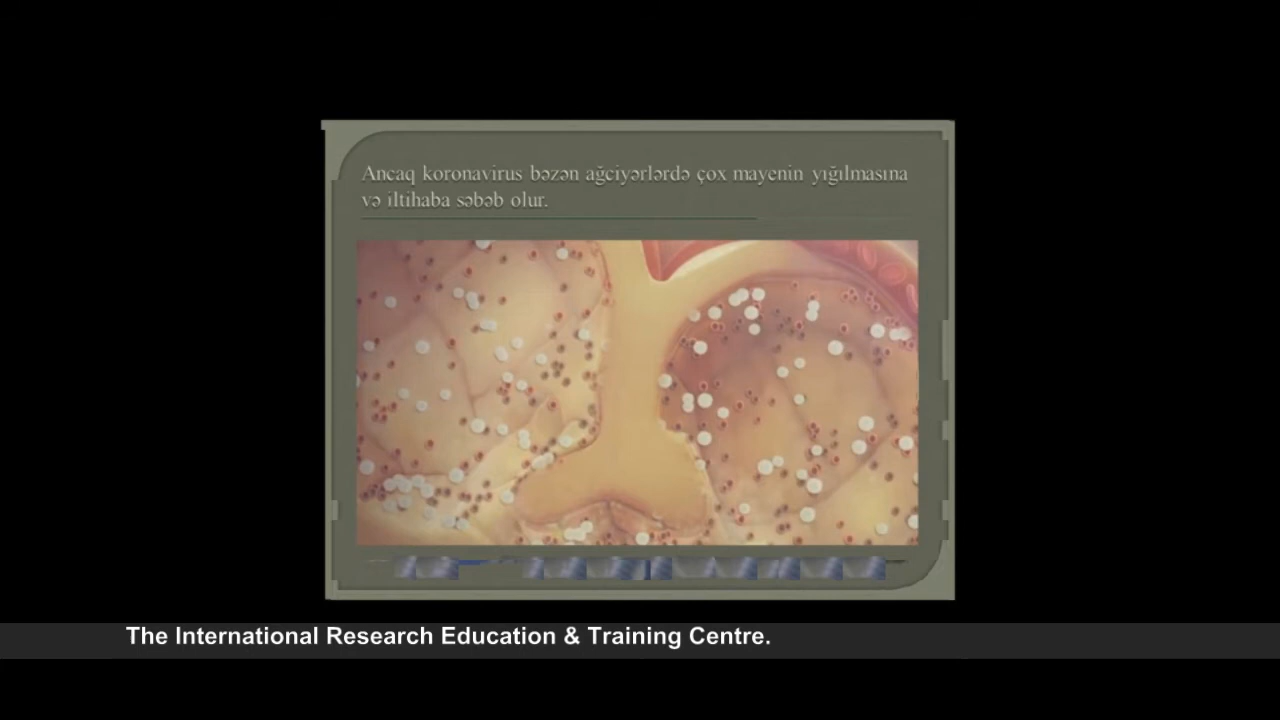 Ancaq koronavirus bəzən ağciyərlərdə çox mayenin yığılmasına
və iltihaba səbəb olur.
The International Research Education & Training Centre.